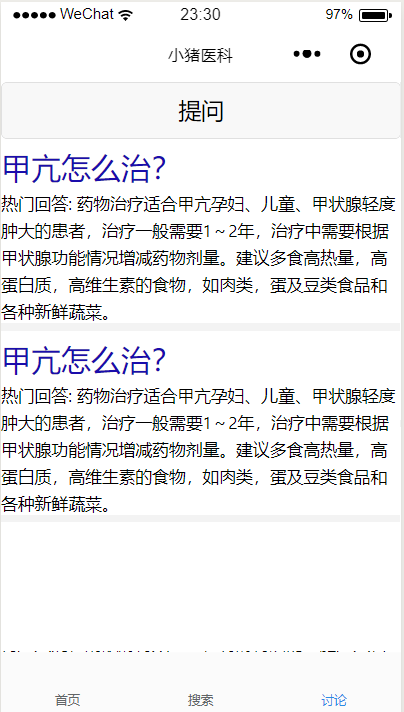 WeChat 23:30 97%
小猪医科
提问
甲亢怎么治?
热门回答: 药物治疗适合甲亢孕妇、儿童、甲状腺轻度
肿大的患者，治疗一般需要1～2年，治疗中需要根据
甲状腺功能情况增减药物剂量。建议多食高热量，高
蛋白质，高维生素的食物，如肉类，蛋及豆类食品和
各种新鲜蔬菜。
甲亢怎么治?
热门回答: 药物治疗适合甲亢孕妇、儿童、甲状腺轻度
肿大的患者，治疗一般需要1～2年，治疗中需要根据
甲状腺功能情况增减药物剂量。建议多食高热量，高
蛋白质，高维生素的食物，如肉类，蛋及豆类食品和
各种新鲜蔬菜。
首页 搜索 讨论